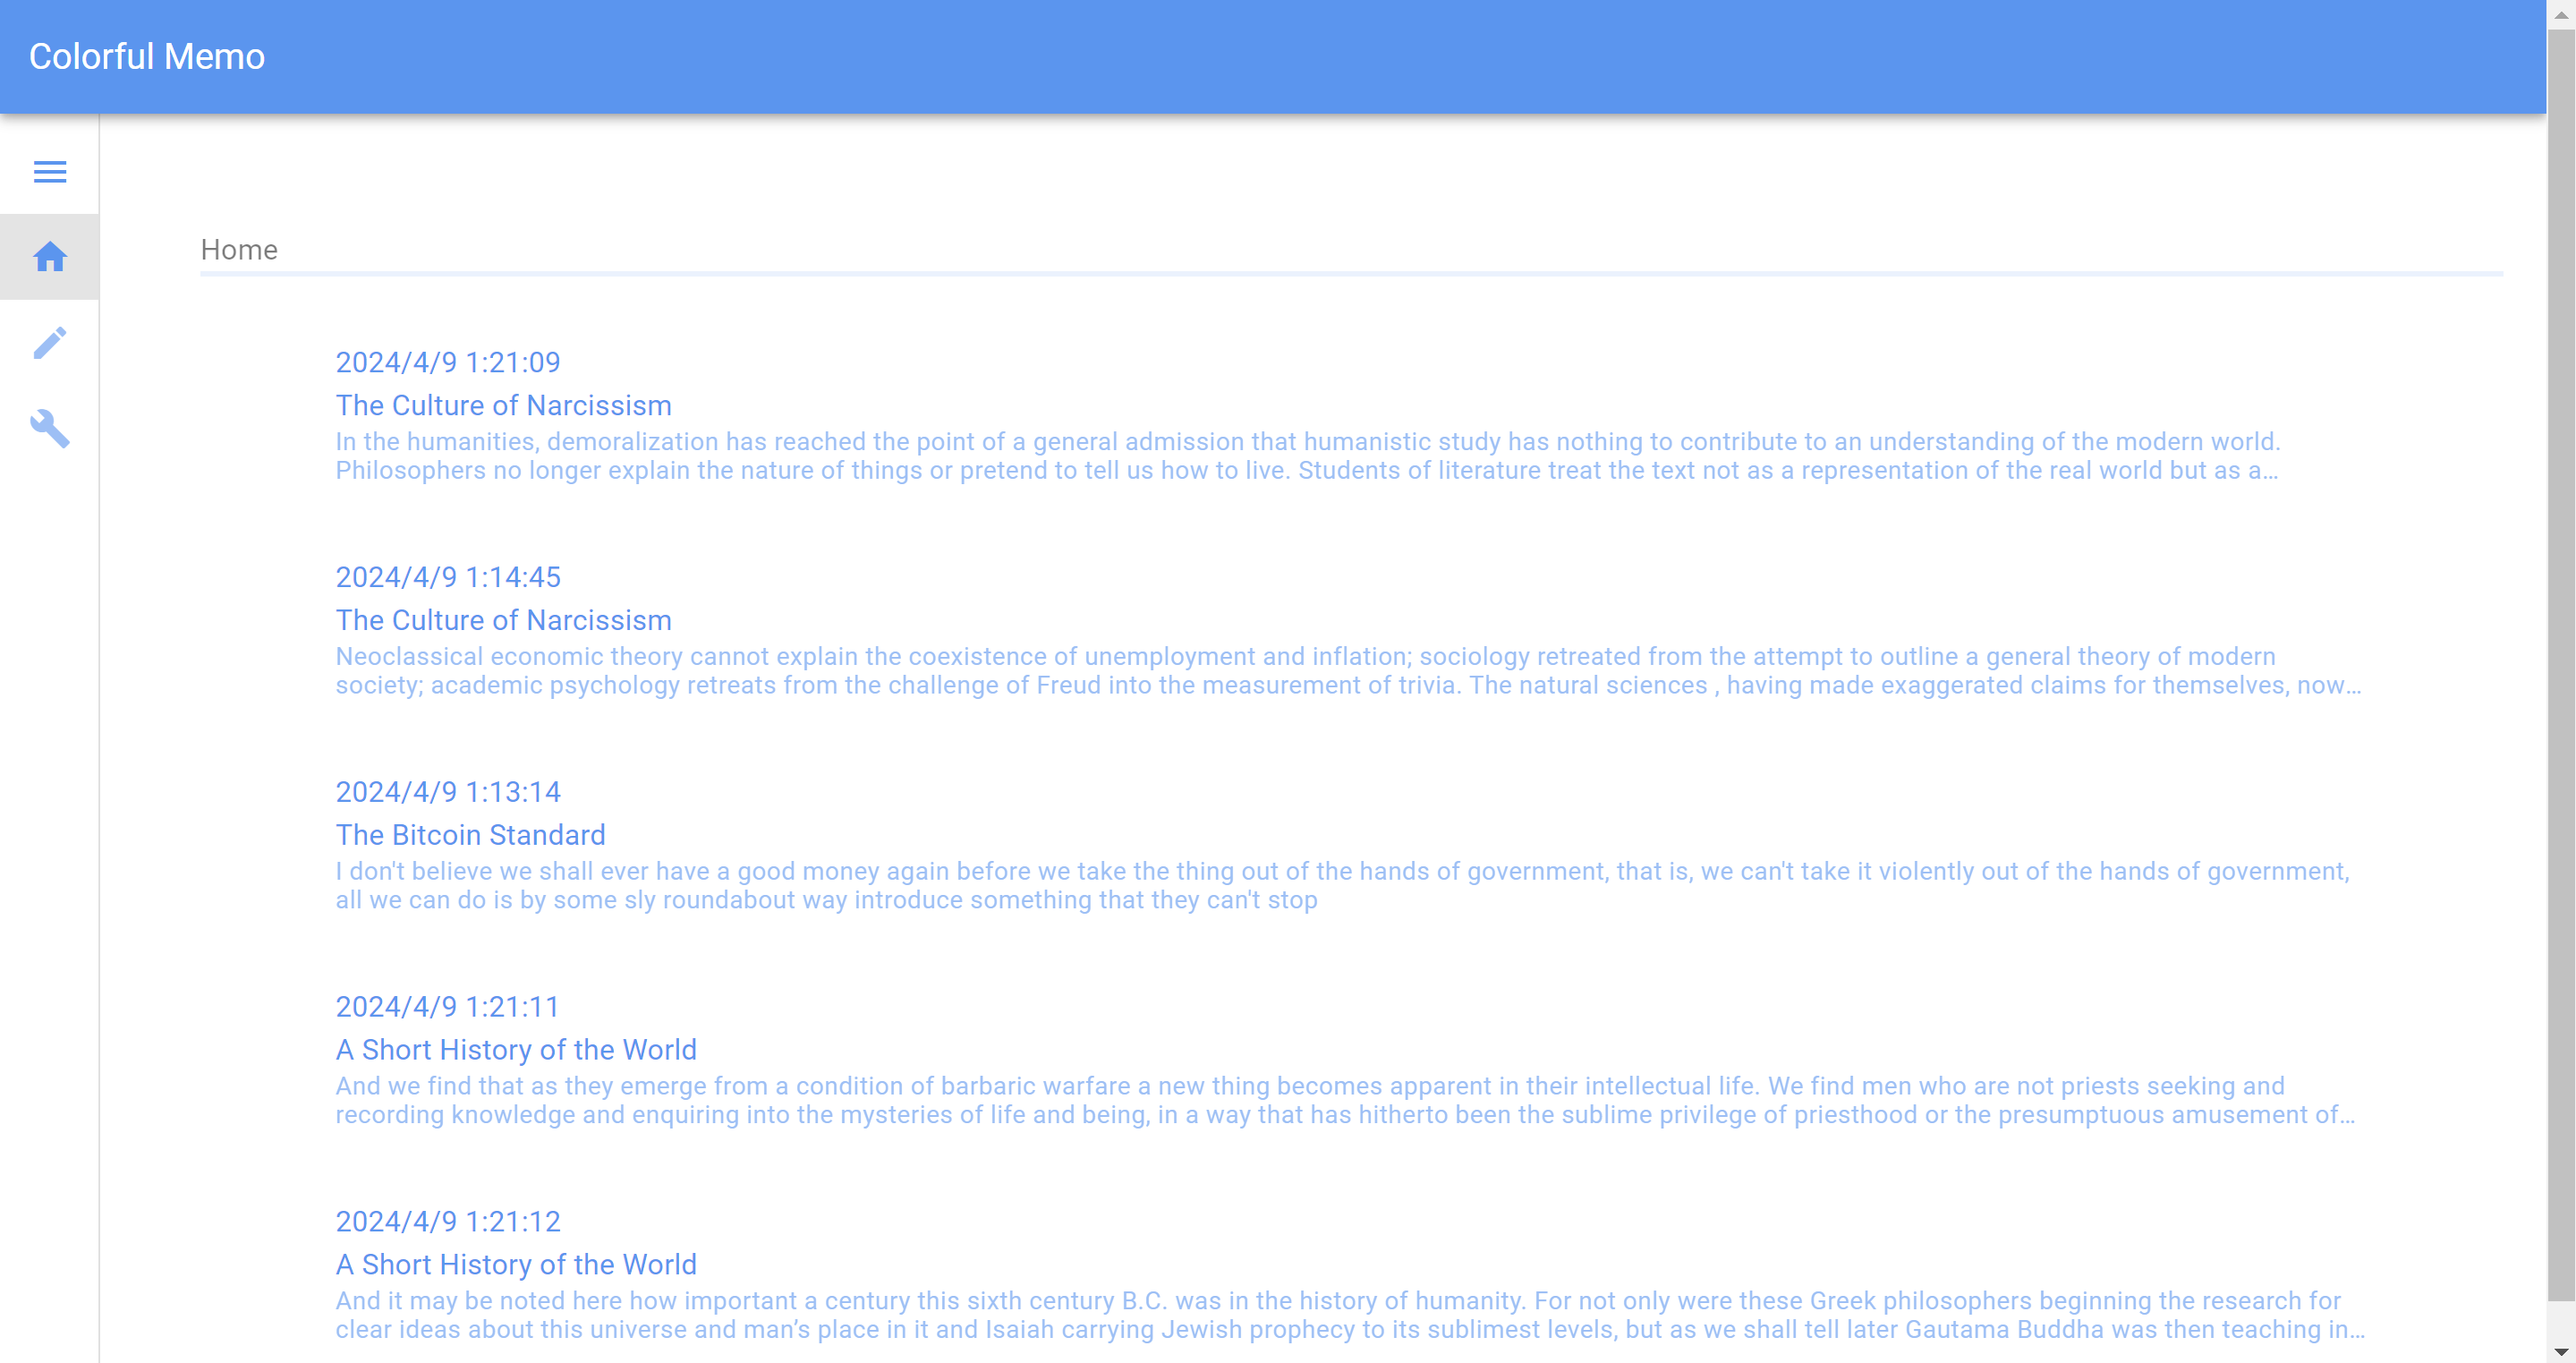 Colorful Memo
Home
2024/4/9 1:21:09
The Culture of Narcissism
In the humanities, demoralization has reached the point of a general admission that humanistic study has nothing to contribute to an understanding of the modern world.
Philosophers no longer explain the nature of things or pretend to tell us how to live. Students of literature treat the text not as a representation of the real world but as a...
2024/4/9 1:14:45
The Culture of Narcissism
Neoclassical economic theory cannot explain the coexistence of unemployment and inflation; sociology retreated from the attempt to outline a general theory of modern
society; academic psychology retreats from the challenge of Freud into the measurement of trivia. The natural sciences , having made exaggerated claims for themselves, now...
2024/4/9 1:13:14
The Bitcoin Standard
I don't believe we shall ever have a good money again before we take the thing out of the hands of government, that is, we can't take it violently out of the hands of government,
all we can do is by some sly roundabout way introduce something that they can't stop
2024/4/9 1:21:11
A Short History of the World
And we find that as they emerge from a condition of barbaric warfare a new thing becomes apparent in their intellectual life. We find men who are not priests seeking and
recording knowledge and enquiring into the mysteries of life and being, in a way that has hitherto been the sublime privilege of priesthood or the presumptuous amusement of...
2024/4/9 1:21:12
A Short History of the World
And it may be noted here how important a century this sixth century B.C. was in the history of humanity. For not only were these Greek philosophers beginning the research for
clear ideas about this universe and man’s place in it and Isaiah carrying Jewish prophecy to its sublimest levels, but as we shall tell later Gautama Buddha was then teaching in...